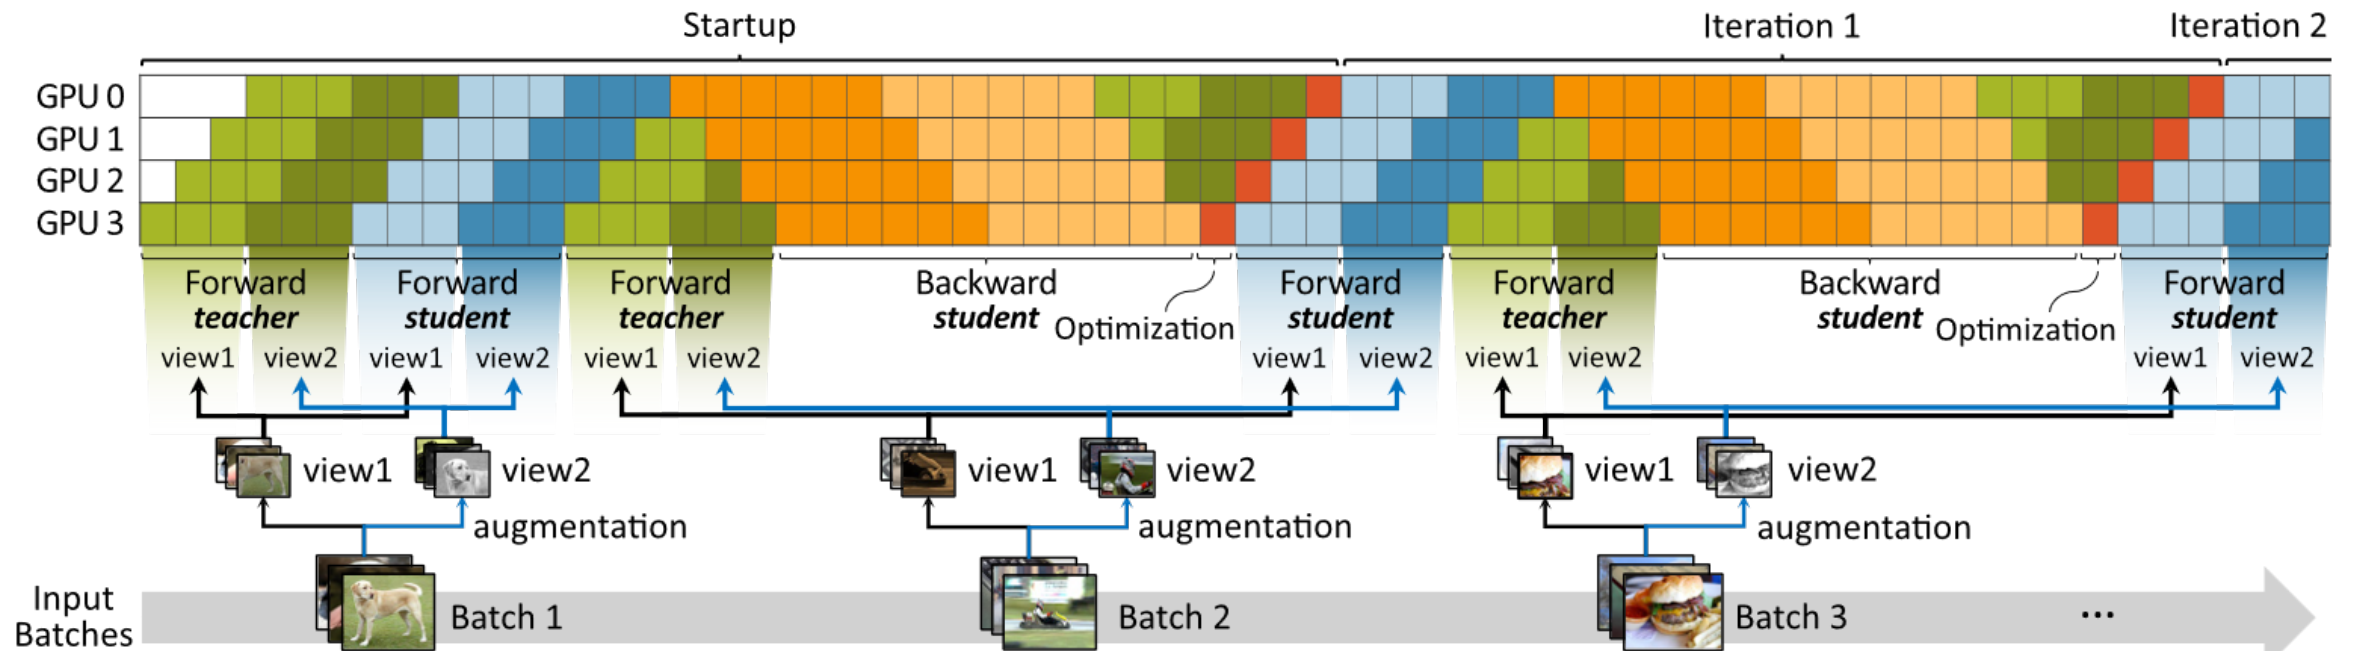 Startup
Iteration 1
Iteration 2
GPU 0
GPU 1
GPU 2
GPU 3
Forward
teacher
view1 view2
Forward
student
view1 view2
Forward
teacher
view1 view2
Backward
student
Optimization
Forward
student
view1 view2
Forward
teacher
view1 view2
Backward
student
Optimization
Forward
student
view1 view2
view1
view2
augmentation
view1
view2
augmentation
view1
view2
augmentation
Input
Batches
Batch 1
Batch 2
Batch 3
...